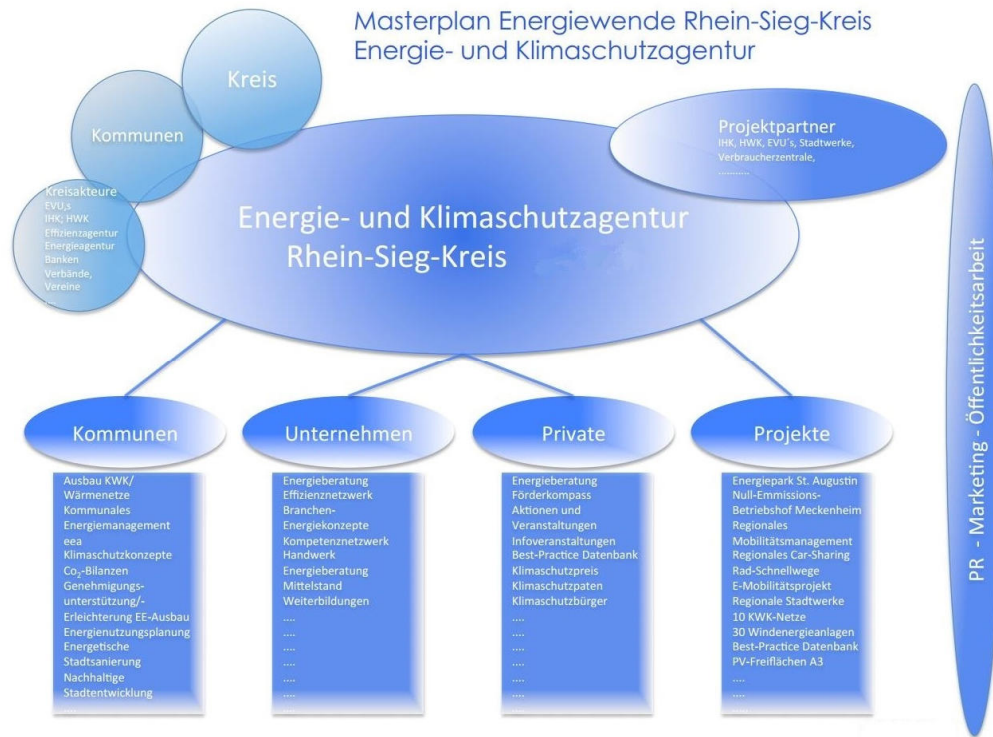 Masterplan Energiewende Rhein-Sieg-Kreis
Energie- und Klimaschutzagentur
Kreis
Kommunen
Kreisakteure
EVU,s
IHK; HWK
Effizienzagentur
Energieagentur
Banken
Verbände,
Vereine
....
Projektpartner
IHK, HWK, EVU´s, Stadtwerke,
Verbraucherzentrale,
............
Energie- und Klimaschutzagentur
Rhein-Sieg-Kreis
PR - Marketing - Öffentlichkeitsarbeit
Kommunen
Ausbau KWK/
Wärmenetze
Kommunales
Energiemanagement
eea
Klimaschutzkonzepte
Co₂-Bilanzen
Genehmigungs-
unterstützung/-
Erleichterung EE-Ausbau
Energienutzungsplanung
Energetische
Stadtsanierung
Nachhaltige
Stadtentwicklung
....
Unternehmen
Energieberatung
Effizienznetzwerk
Branchen-
Energiekonzepte
Kompetenznetzwerk
Handwerk
Energieberatung
Mittelstand
Weiterbildungen
....
....
....
....
....
....
....
Private
Energieberatung
Förderkompass
Aktionen und
Veranstaltungen
Infoveranstaltungen
Best-Practice Datenbank
Klimaschutzpreis
Klimaschutzpaten
Klimaschutzbürger
....
....
....
....
....
....
....
Projekte
Energiepark St. Augustin
Null-Emmissions-
Betriebshof Meckenheim
Regionales
Mobilitätsmanagement
Regionales Car-Sharing
Rad-Schnellwege
E-Mobilitätsprojekt
Regionale Stadtwerke
10 KWK-Netze
30 Windenergieanlagen
Best-Practice Datenbank
PV-Freiflächen A3
....
....
.....